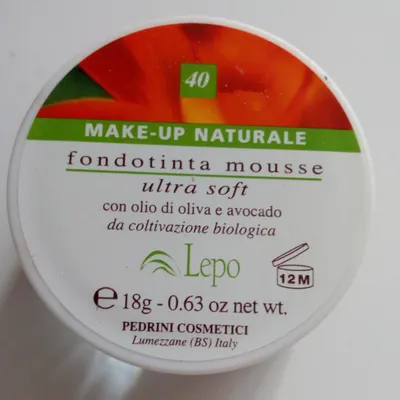 40
MAKE-UP NATURALE
fondotinta mousse
ultra soft
con olio di oliva e avocado
da coltivazione biologica
Lepo
12M
e 18g - 0.63 oz net wt.
PEDRINI COSMETICI
Lumezzane (BS) Italy